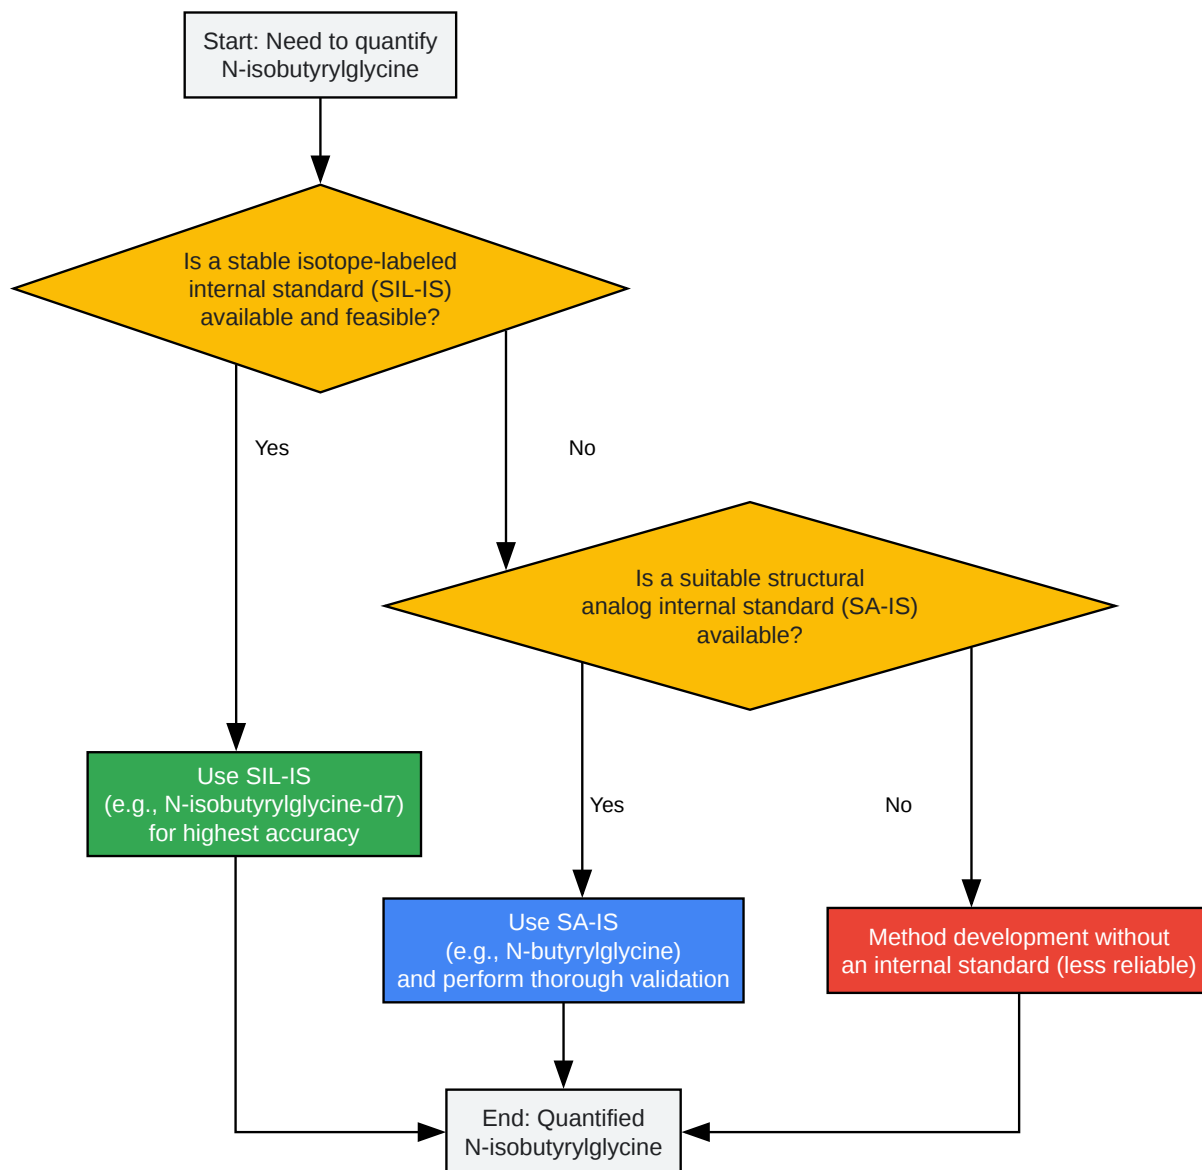 Start: Need to quantify
N-isobutyrylglycine
Is a stable isotope-labeled
internal standard (SIL-IS)
available and feasible?
Yes
No
Is a suitable structural
analog internal standard (SA-IS)
available?
Use SIL-IS
(e.g., N-isobutyrylglycine-d7)
for highest accuracy
Yes
No
Use SA-IS
(e.g., N-butyrylglycine)
and perform thorough validation
Method development without
an internal standard (less reliable)
End: Quantified
N-isobutyrylglycine